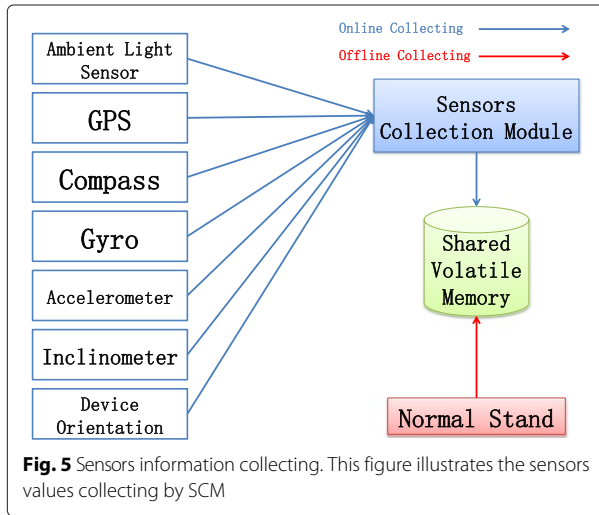 Online Collecting
Offline Collecting
Ambient Light
Sensor
GPS
Compass
Gyro
Accelerometer
Inclinometer
Device
Orientation
Sensors
Collection Module
Shared
Volatile
Memory
Normal Stand
Fig. 5 Sensors information collecting. This figure illustrates the sensors
values collecting by SCM